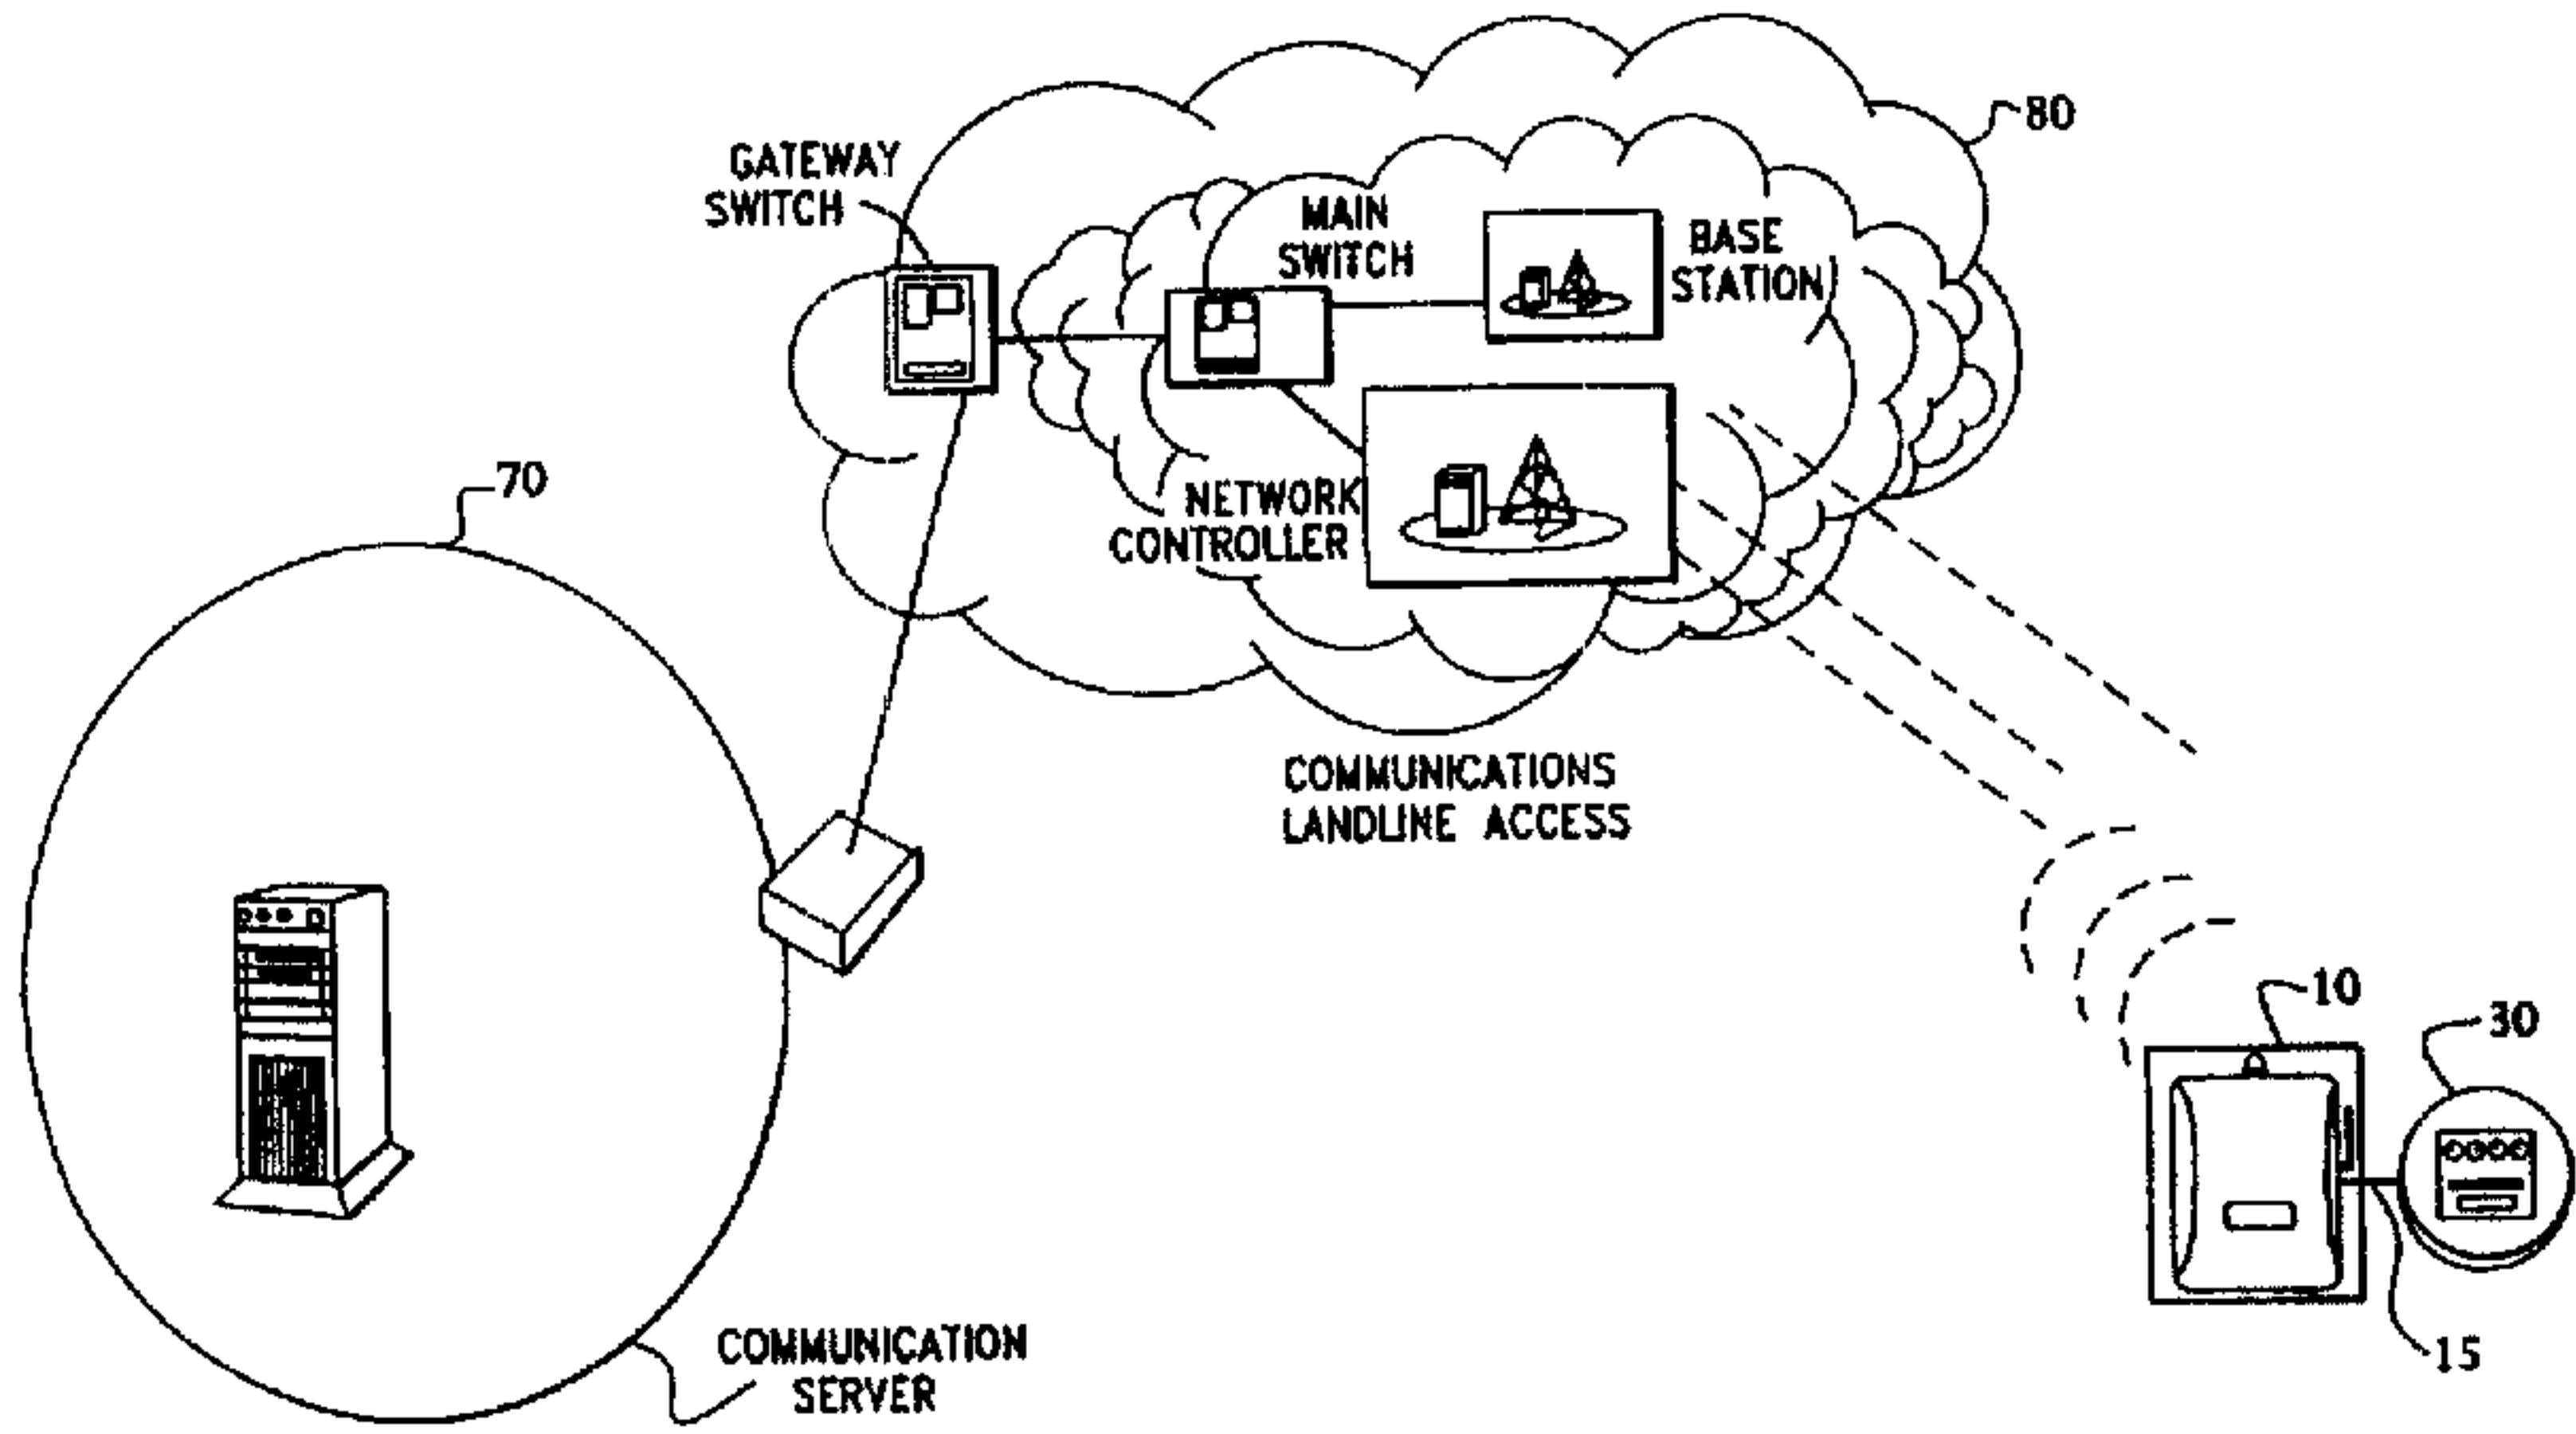 80
GATEWAY
SWITCH
MAIN
SWITCH
BASE
STATION
70
NETWORK
CONTROLLER
COMMUNICATIONS
LANDLINE ACCESS
10
30
15
COMMUNICATION
SERVER